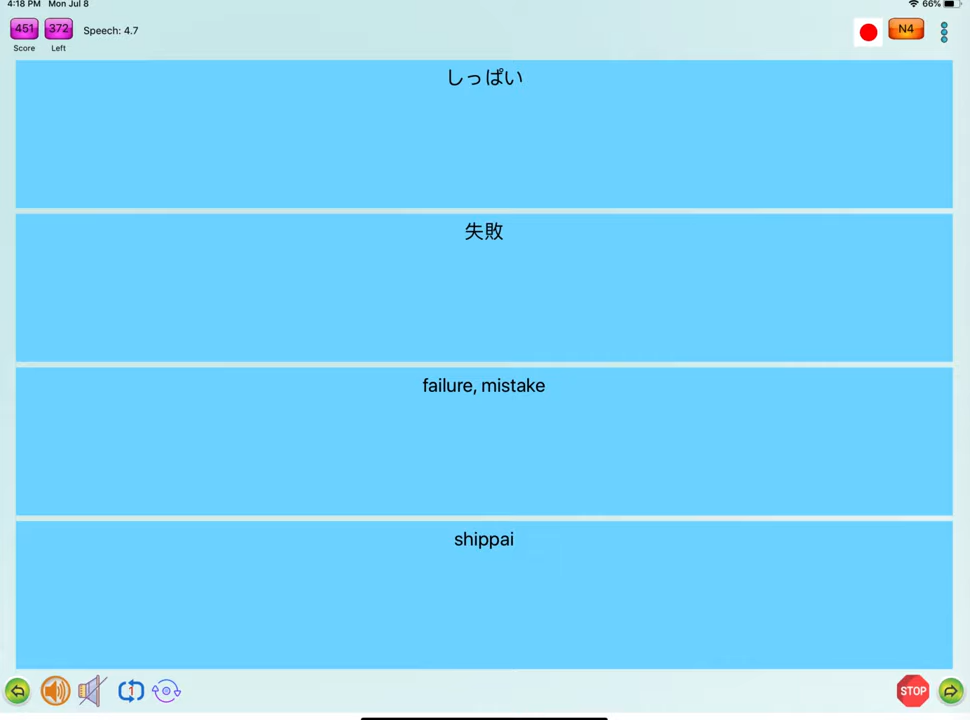 4:18 PM Mon Jul 8
66%
451
372
Speech: 4.7
N4
Score
Left
しっぱい
失敗
failure, mistake
shippai
1
STOP